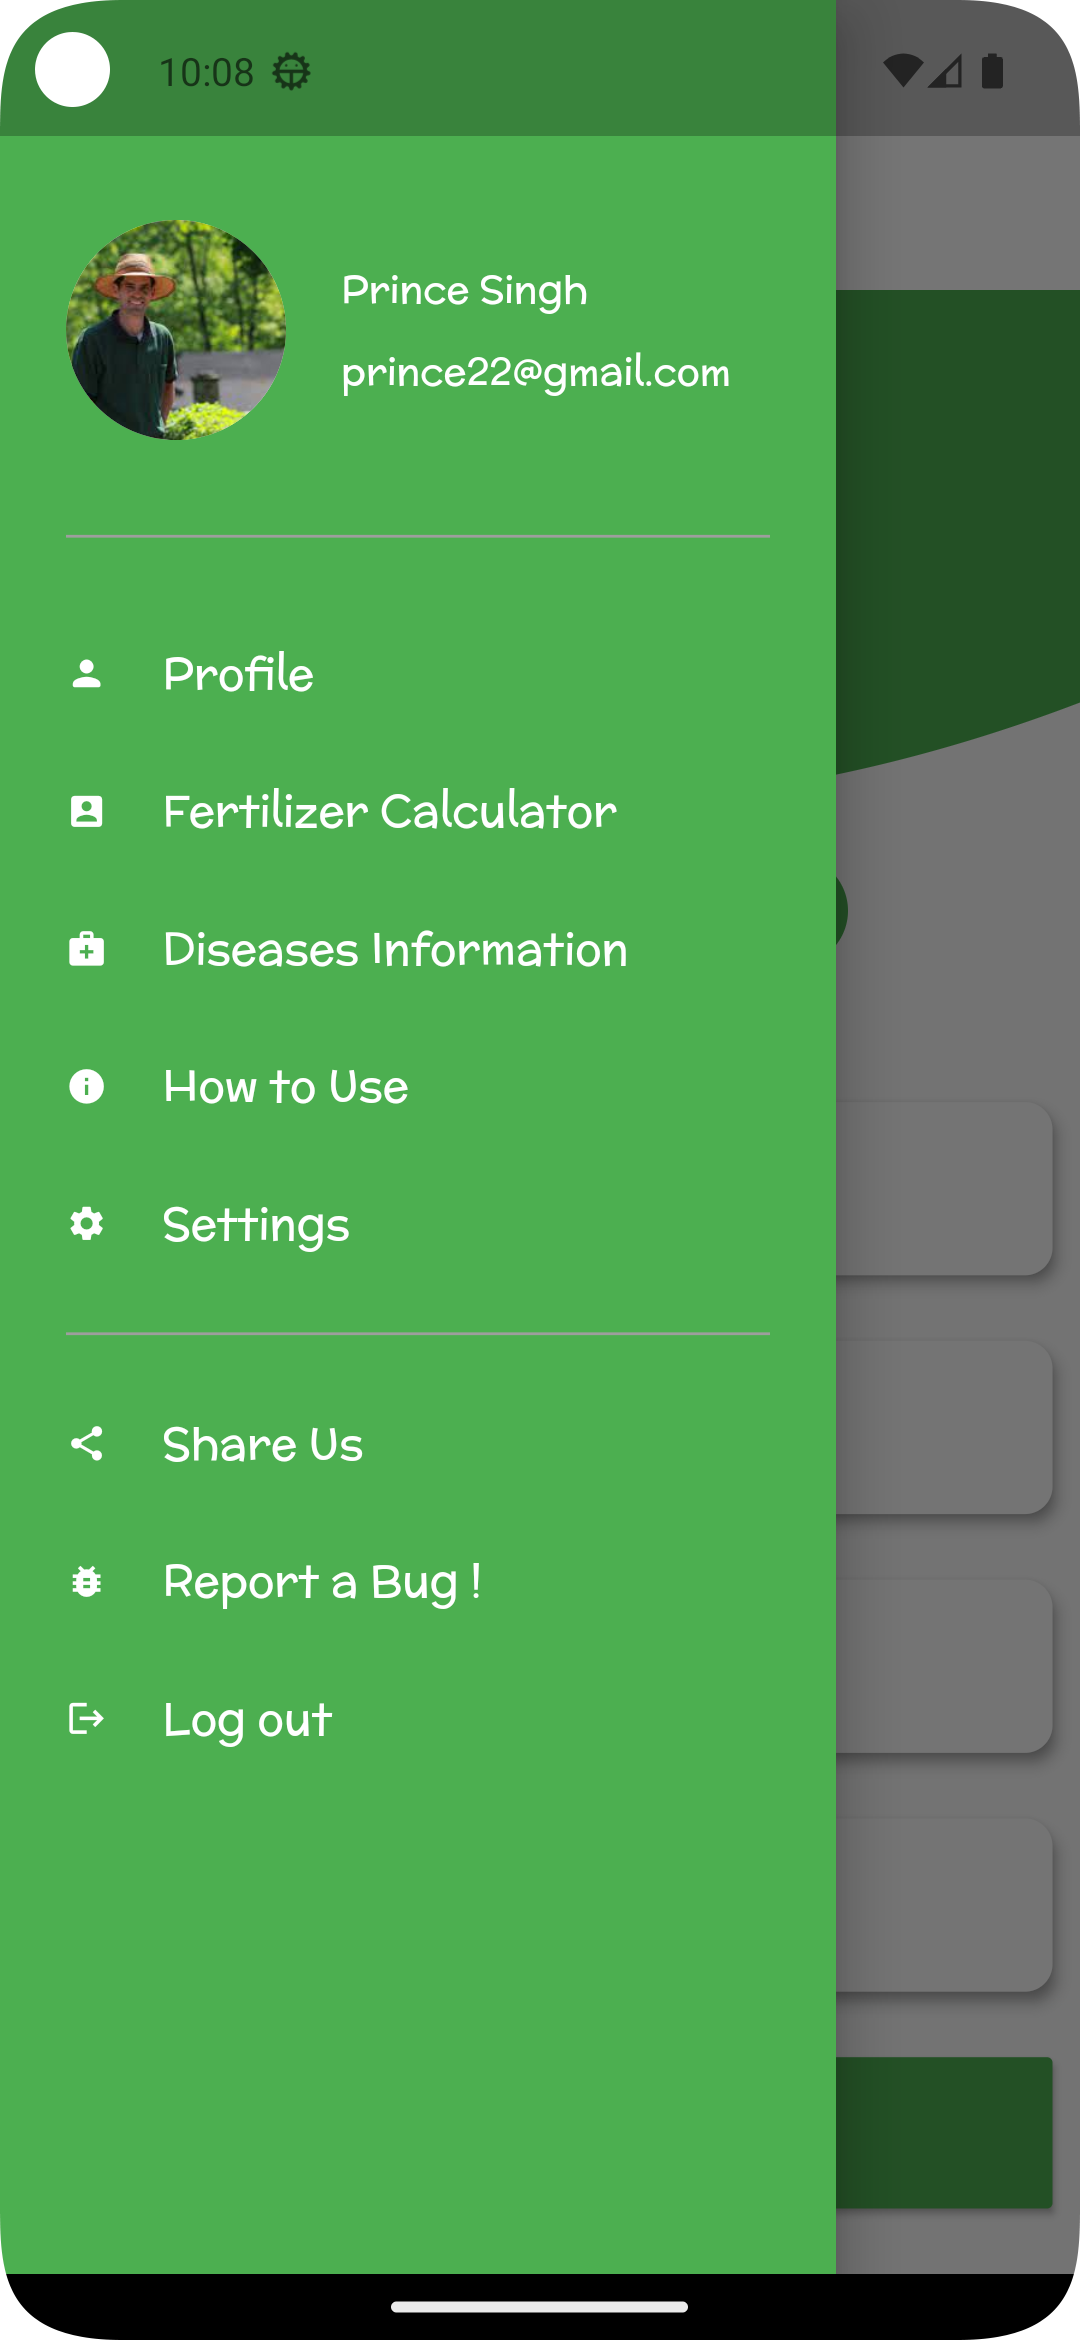 10:08
Prince Singh
prince22@gmail.com
Profile
Fertilizer Calculator
Diseases Information
How to Use
Settings
Share Us
Report a Bug !
Log out